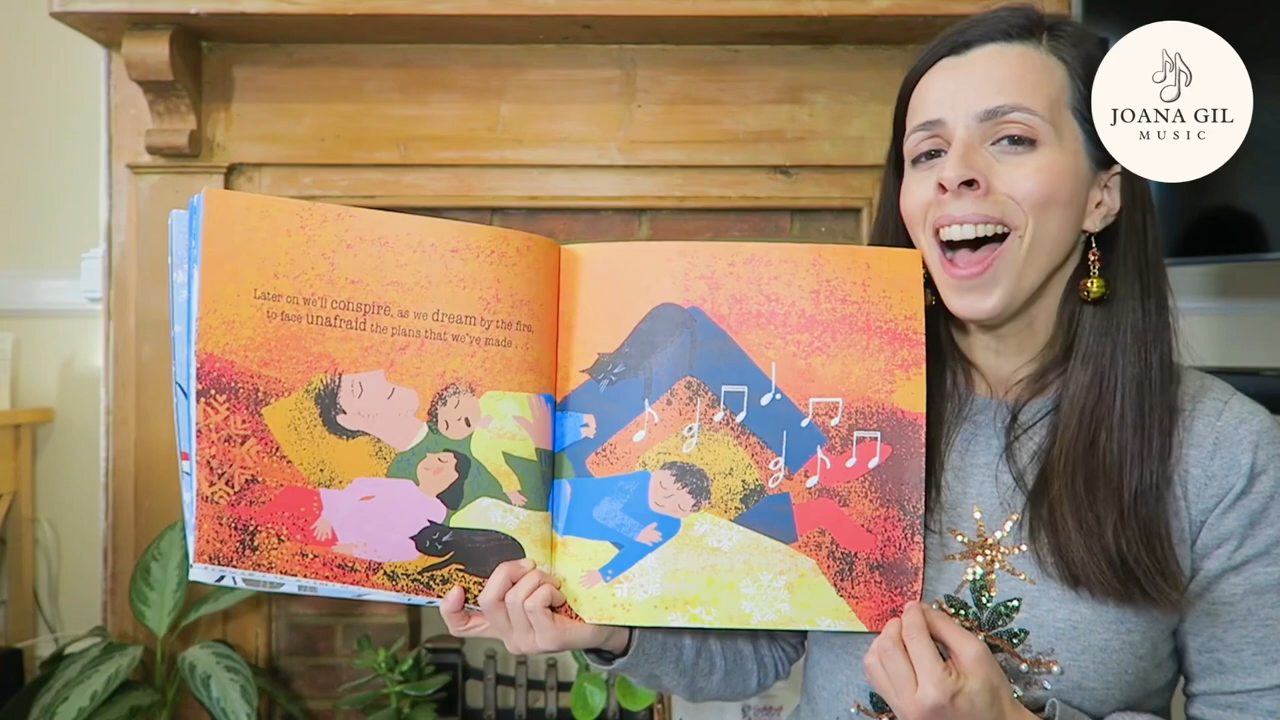 Later on we'll conspire, as we dream by the fire,
to face unafraid the plans that we've made . . .
JOANA GIL
MUSIC